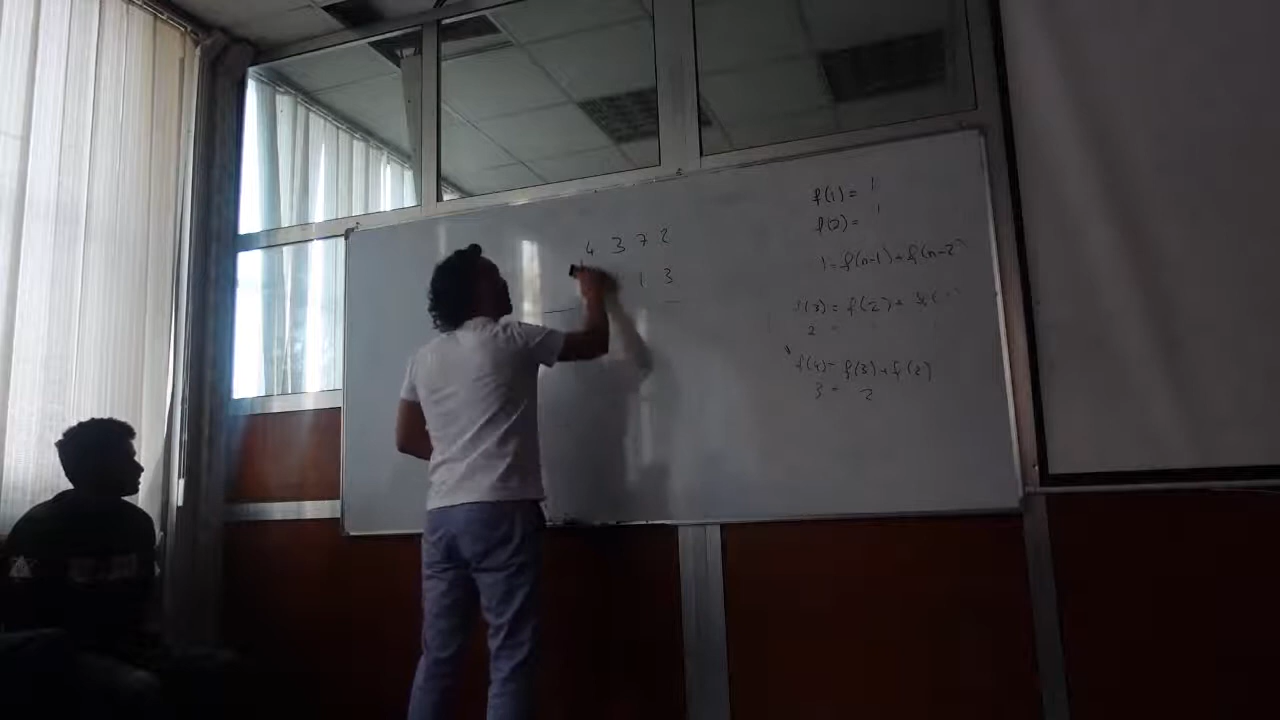 4 3 7 2
1 3
f(1) = 1
f(2) = 1
1 = f(n-1) + f(n-2)
f(3) = f(2) + f(
2 =
f(4) = f(3) + f(2)
3 = 2